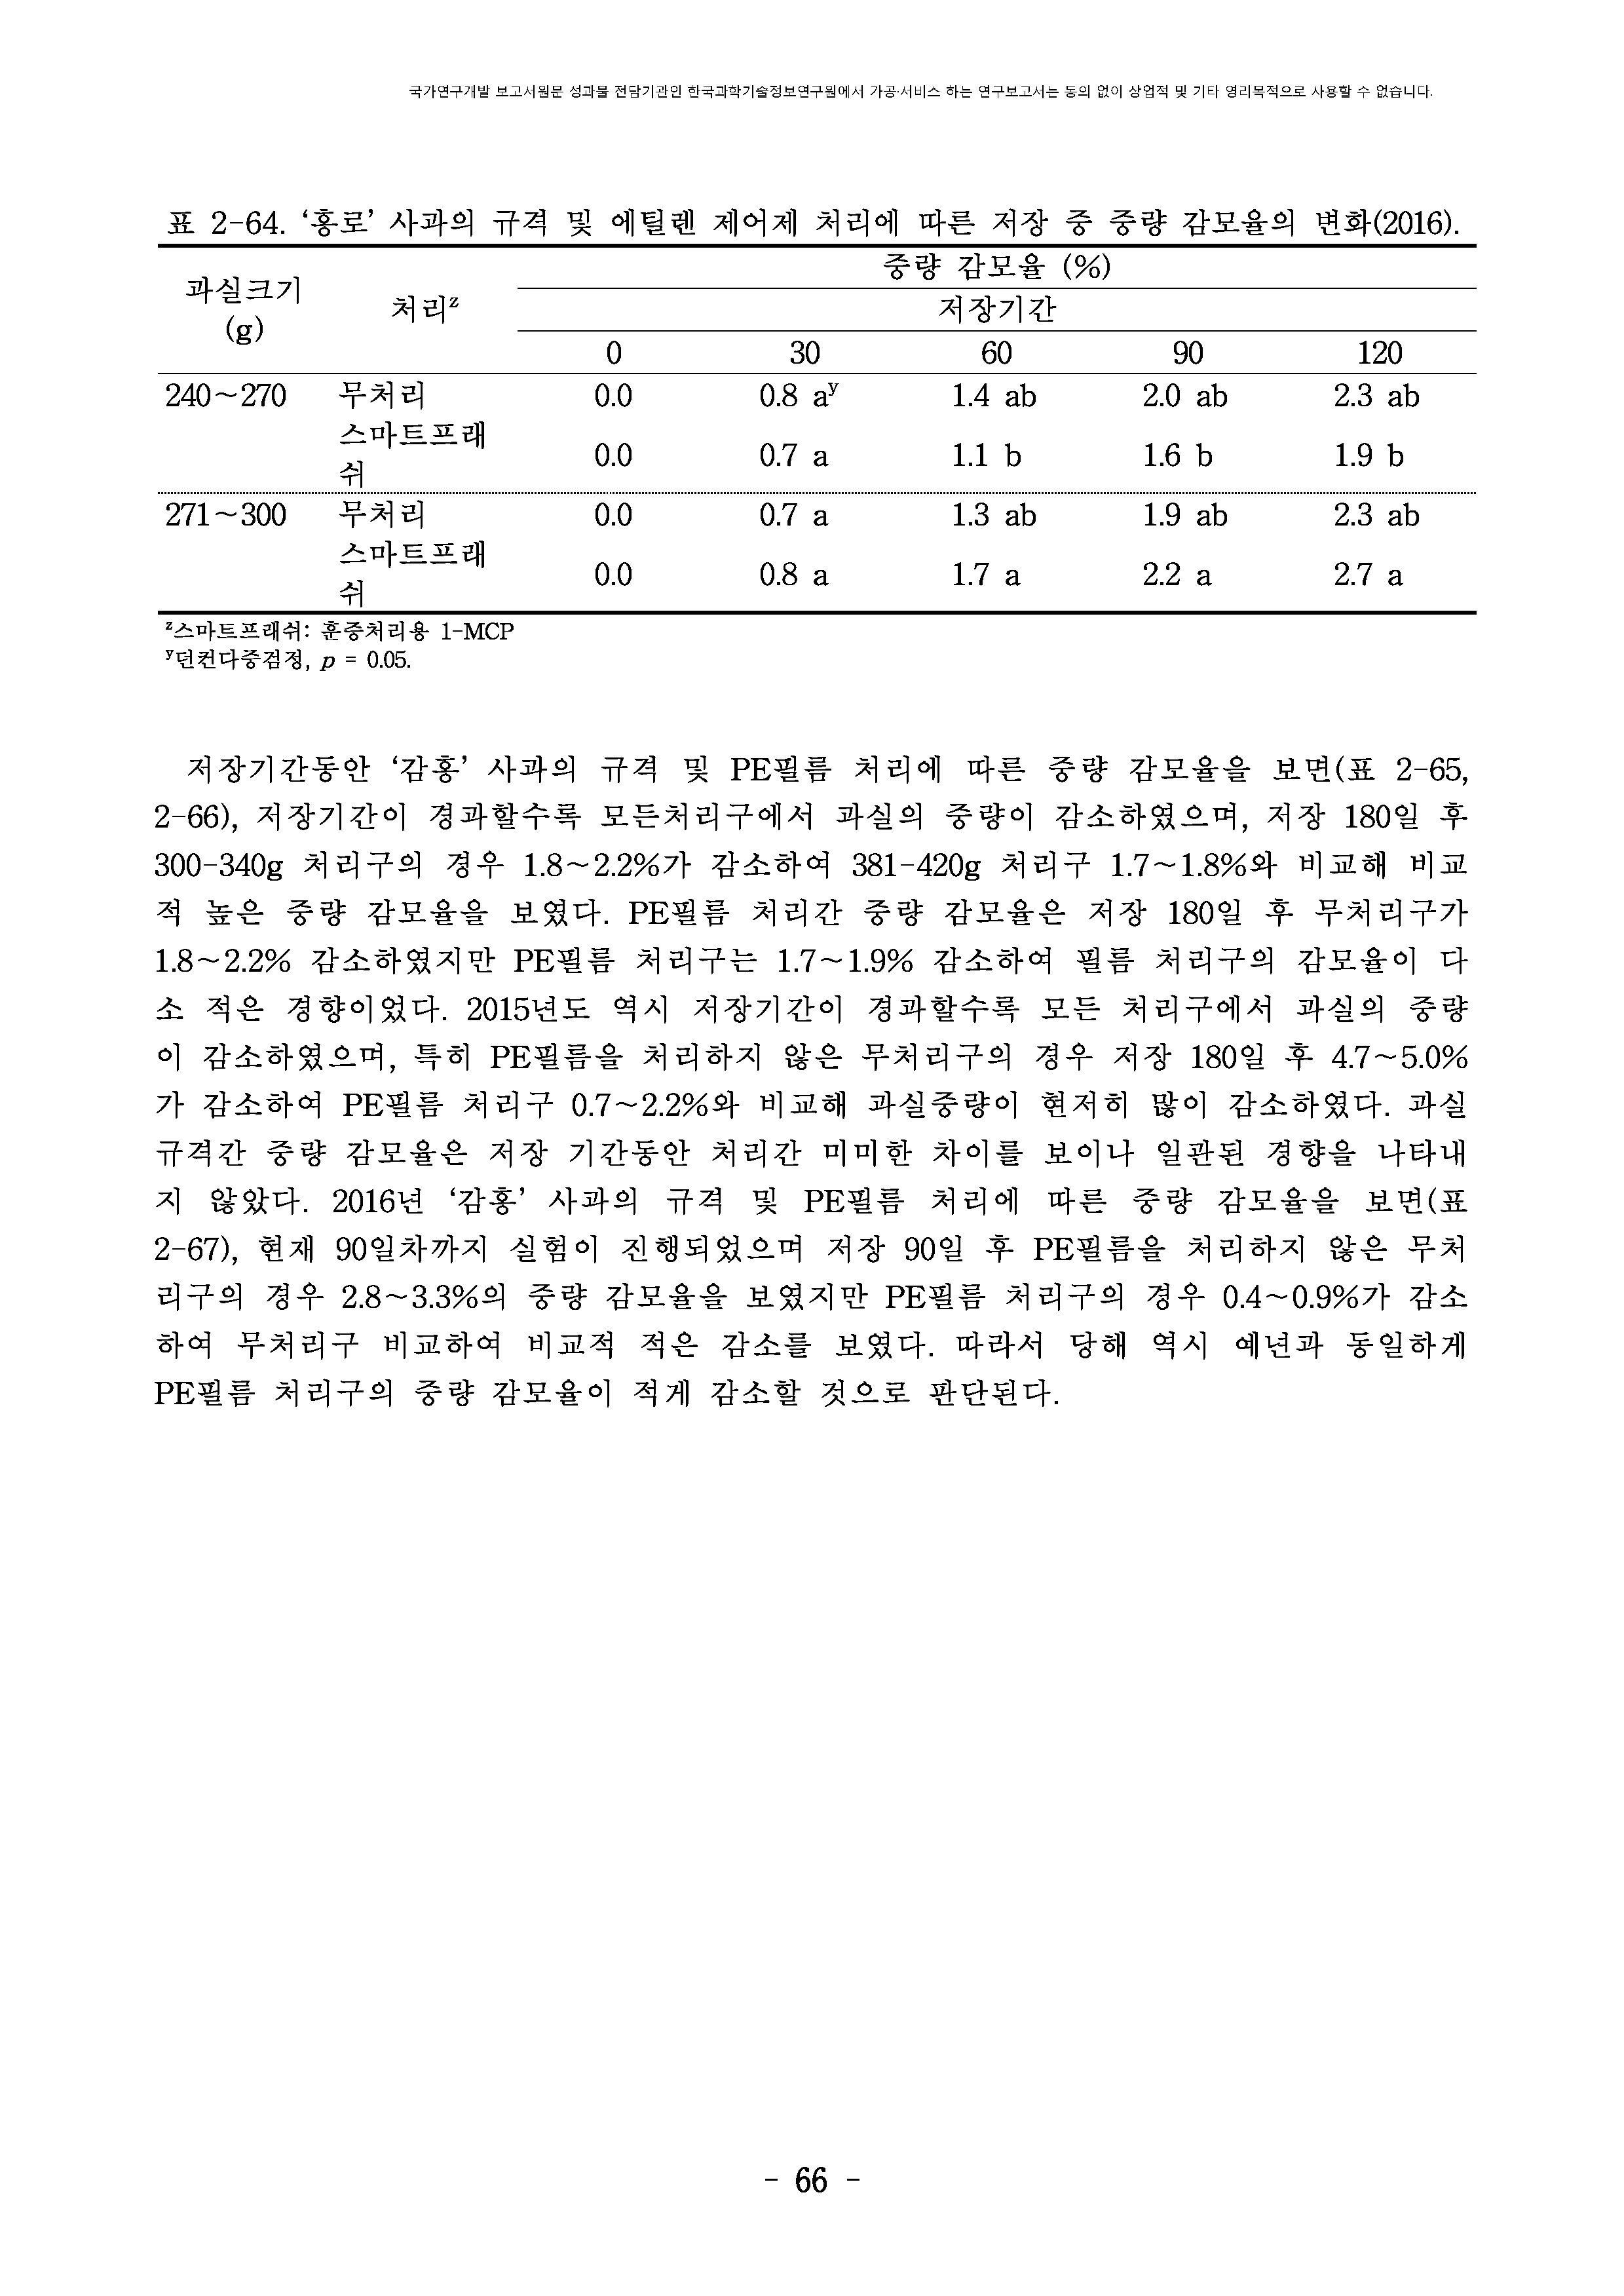 국가연구개발 보고서원문 성과물 전담기관인 한국과학기술정보연구원에서 가공·서비스 하는 연구보고서는 동의 없이 상업적 및 기타 영리목적으로 사용할 수 없습니다.
표 2-64. ‘홍로’ 사과의 규격 및 에틸렌 제어제 처리에 따른 저장 중 중량 감모율의 변화(2016).
과실크기 (g) 처리z 중량 감모율 (%)
저장기간
0 30 60 90 120
240~270 무처리 0.0 0.8 ay 1.4 ab 2.0 ab 2.3 ab
스마트프래
쉬 0.0 0.7 a 1.1 b 1.6 b 1.9 b
271~300 무처리 0.0 0.7 a 1.3 ab 1.9 ab 2.3 ab
스마트프래
쉬 0.0 0.8 a 1.7 a 2.2 a 2.7 a
z스마트프래쉬: 훈증처리용 1-MCP
y던컨다중검정, p = 0.05.
저장기간동안 ‘감홍’ 사과의 규격 및 PE필름 처리에 따른 중량 감모율을 보면(표 2-65,
2-66), 저장기간이 경과할수록 모든처리구에서 과실의 중량이 감소하였으며, 저장 180일 후
300-340g 처리구의 경우 1.8~2.2%가 감소하여 381-420g 처리구 1.7~1.8%와 비교해 비교
적 높은 중량 감모율을 보였다. PE필름 처리간 중량 감모율은 저장 180일 후 무처리구가
1.8~2.2% 감소하였지만 PE필름 처리구는 1.7~1.9% 감소하여 필름 처리구의 감모율이 다
소 적은 경향이었다. 2015년도 역시 저장기간이 경과할수록 모든 처리구에서 과실의 중량
이 감소하였으며, 특히 PE필름을 처리하지 않은 무처리구의 경우 저장 180일 후 4.7~5.0%
가 감소하여 PE필름 처리구 0.7~2.2%와 비교해 과실중량이 현저히 많이 감소하였다. 과실
규격간 중량 감모율은 저장 기간동안 처리간 미미한 차이를 보이나 일관된 경향을 나타내
지 않았다. 2016년 ‘감홍’ 사과의 규격 및 PE필름 처리에 따른 중량 감모율을 보면(표
2-67), 현재 90일차까지 실험이 진행되었으며 저장 90일 후 PE필름을 처리하지 않은 무처
리구의 경우 2.8~3.3%의 중량 감모율을 보였지만 PE필름 처리구의 경우 0.4~0.9%가 감소
하여 무처리구 비교하여 비교적 적은 감소를 보였다. 따라서 당해 역시 예년과 동일하게
PE필름 처리구의 중량 감모율이 적게 감소할 것으로 판단된다.
- 66 -